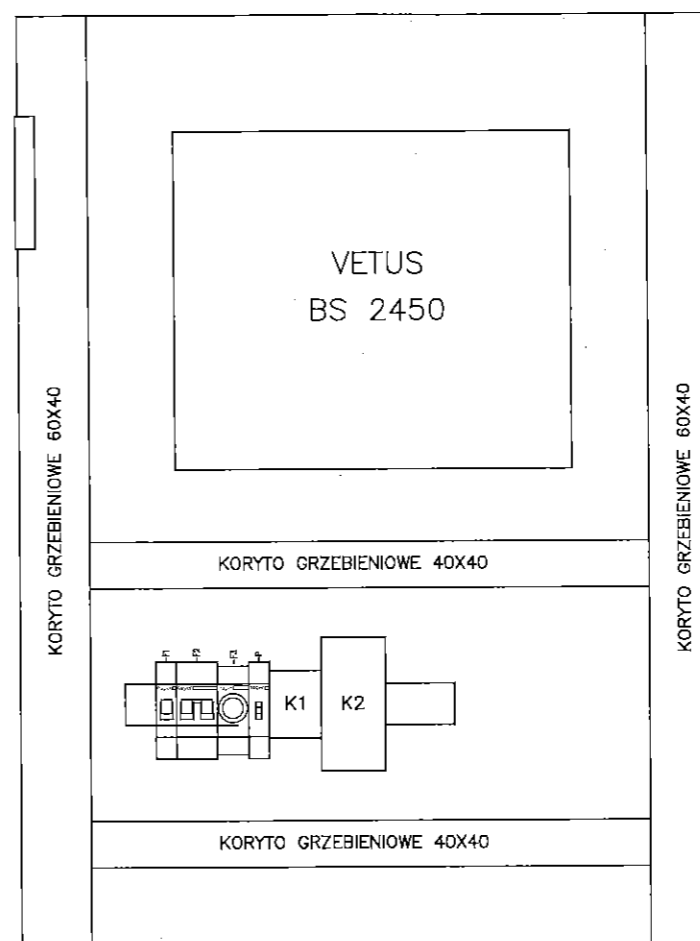 VETUS
BS 2450
KORYTO GRZEBIENIOWE 60X40
KORYTO GRZEBIENIOWE 60X40
KORYTO GRZEBIENIOWE 40X40
K1
K2
KORYTO GRZEBIENIOWE 40X40